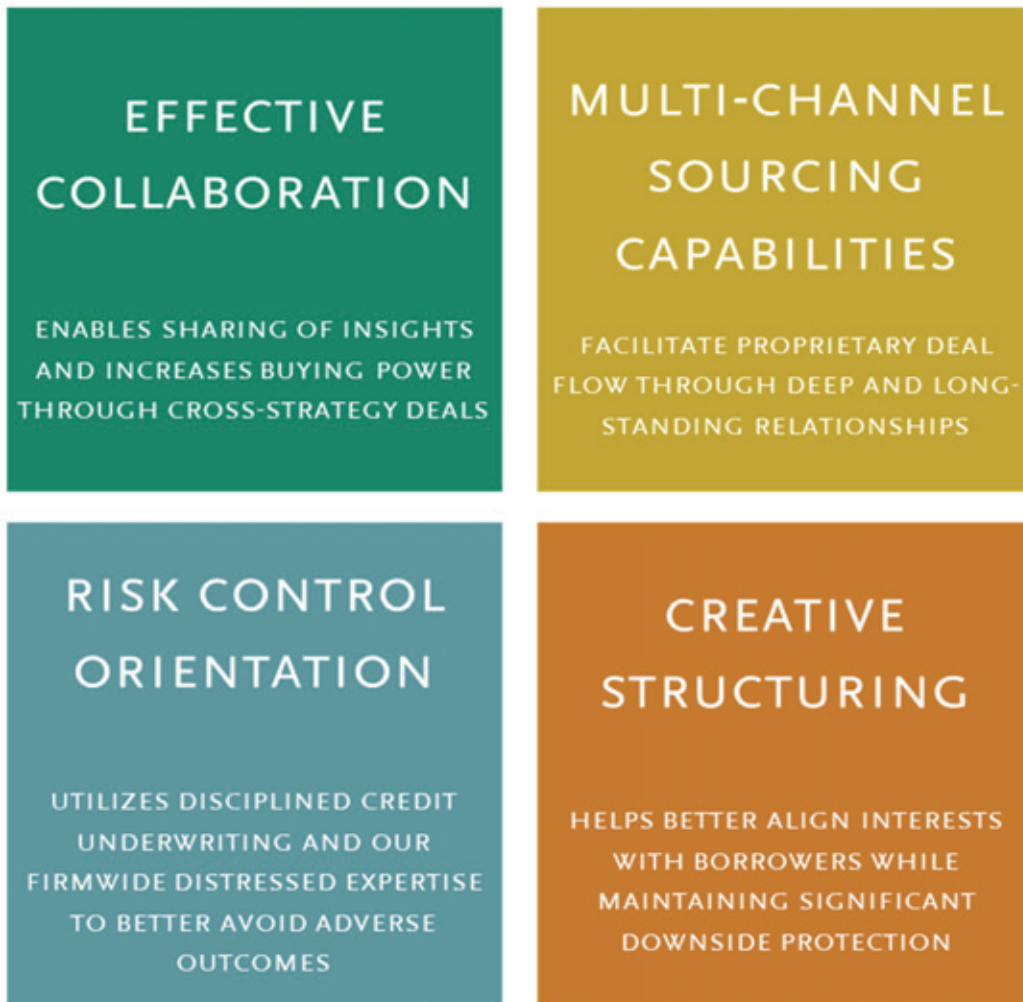 EFFECTIVE
COLLABORATION
ENABLES SHARING OF INSIGHTS
AND INCREASES BUYING POWER
THROUGH CROSS-STRATEGY DEALS
MULTI-CHANNEL
SOURCING
CAPABILITIES
FACILITATE PROPRIETARY DEAL
FLOW THROUGH DEEP AND LONG-
STANDING RELATIONSHIPS
RISK CONTROL
ORIENTATION
UTILIZES DISCIPLINED CREDIT
UNDERWRITING AND OUR
FIRMWIDE DISTRESSED EXPERTISE
TO BETTER AVOID ADVERSE
OUTCOMES
CREATIVE
STRUCTURING
HELPS BETTER ALIGN INTERESTS
WITH BORROWERS WHILE
MAINTAINING SIGNIFICANT
DOWNSIDE PROTECTION